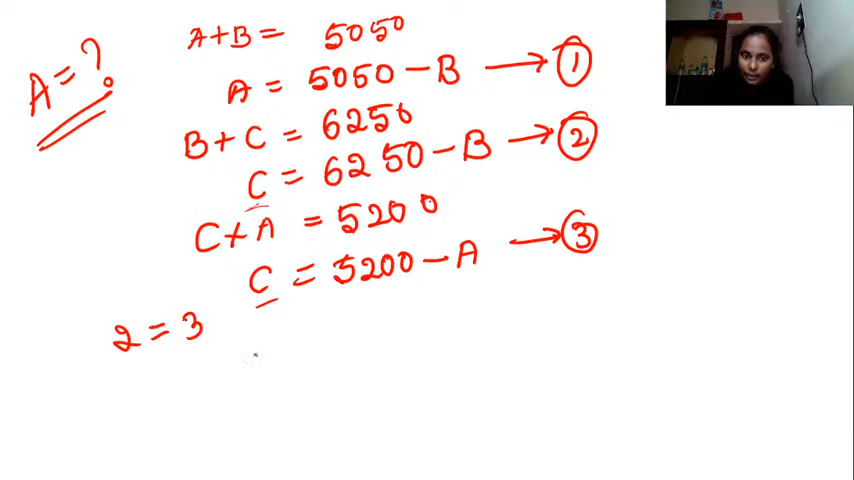 A = ?
A + B = 5050
A = 5050 - B → 1
B + C = 6250
C = 6250 - B → 2
C + A = 5200
C = 5200 - A → 3
2 = 3